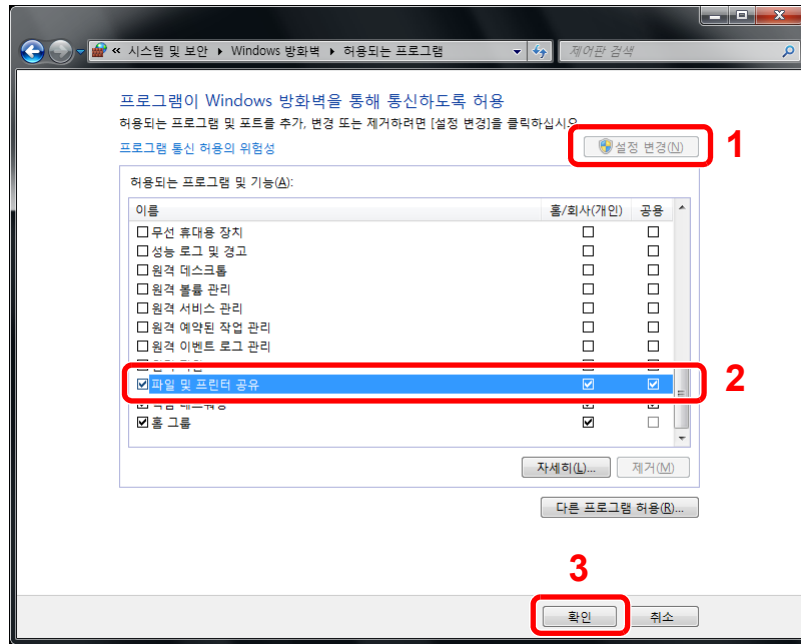 « 시스템 및 보안 ▸ Windows 방화벽 ▸ 허용되는 프로그램
제어판 검색
프로그램이 Windows 방화벽을 통해 통신하도록 허용
허용되는 프로그램 및 포트를 추가, 변경 또는 제거하려면 [설정 변경]을 클릭하십시오
프로그램 통신 허용의 위험성
설정 변경(N)
1
허용되는 프로그램 및 기능(A):
이름 홈/회사(개인) 공용
무선 휴대용 장치
성능 로그 및 경고
원격 데스크톱
원격 볼륨 관리
원격 서비스 관리
원격 예약된 작업 관리
원격 이벤트 로그 관리
파일 및 프린터 공유
2
홈 그룹
자세히(L)... 제거(M)
다른 프로그램 허용(R)...
3
확인 취소